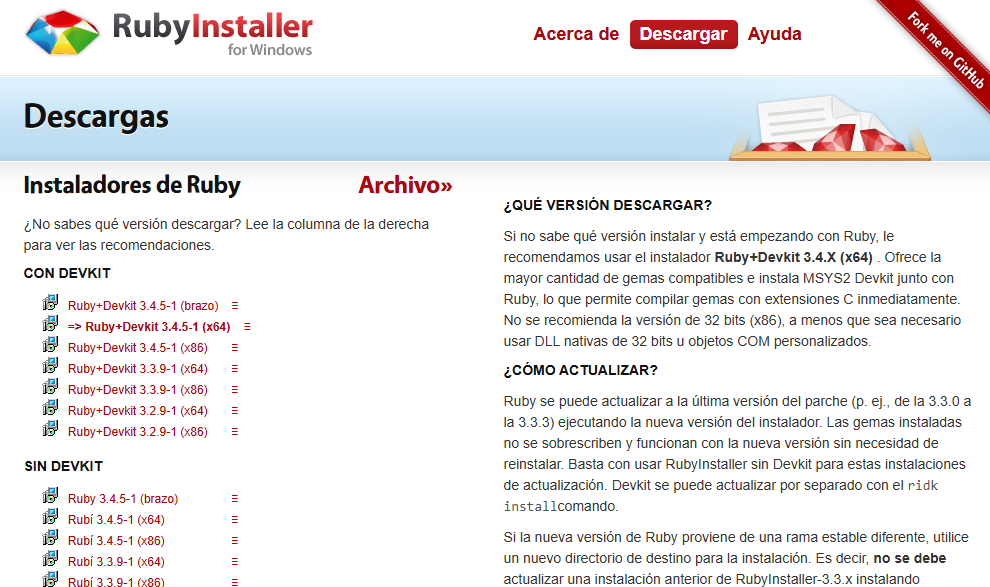 RubyInstaller
for Windows
Acerca de Descargar Ayuda
Fork me on GitHub
Descargas
Instaladores de Ruby Archivo»
¿No sabes qué versión descargar? Lee la columna de la derecha
para ver las recomendaciones.
CON DEVKIT
Ruby+Devkit 3.4.5-1 (brazo)
=> Ruby+Devkit 3.4.5-1 (x64)
Ruby+Devkit 3.4.5-1 (x86)
Ruby+Devkit 3.3.9-1 (x64)
Ruby+Devkit 3.3.9-1 (x86)
Ruby+Devkit 3.2.9-1 (x64)
Ruby+Devkit 3.2.9-1 (x86)
SIN DEVKIT
Ruby 3.4.5-1 (brazo)
Rubí 3.4.5-1 (x64)
Rubí 3.4.5-1 (x86)
Rubí 3.3.9-1 (x64)
Rubí 3.3.9-1 (x86)
¿QUÉ VERSIÓN DESCARGAR?
Si no sabe qué versión instalar y está empezando con Ruby, le
recomendamos usar el instalador Ruby+Devkit 3.4.X (x64) . Ofrece la
mayor cantidad de gemas compatibles e instala MSYS2 Devkit junto con
Ruby, lo que permite compilar gemas con extensiones C inmediatamente.
No se recomienda la versión de 32 bits (x86), a menos que sea necesario
usar DLL nativas de 32 bits u objetos COM personalizados.
¿CÓMO ACTUALIZAR?
Ruby se puede actualizar a la última versión del parche (p. ej., de la 3.3.0 a
la 3.3.3) ejecutando la nueva versión del instalador. Las gemas instaladas
no se sobrescriben y funcionan con la nueva versión sin necesidad de
reinstalar. Basta con usar RubyInstaller sin Devkit para estas instalaciones
de actualización. Devkit se puede actualizar por separado con el ridk
installcomando.
Si la nueva versión de Ruby proviene de una rama estable diferente, utilice
un nuevo directorio de destino para la instalación. Es decir, no se debe
actualizar una instalación anterior de RubyInstaller-3.3.x instalando